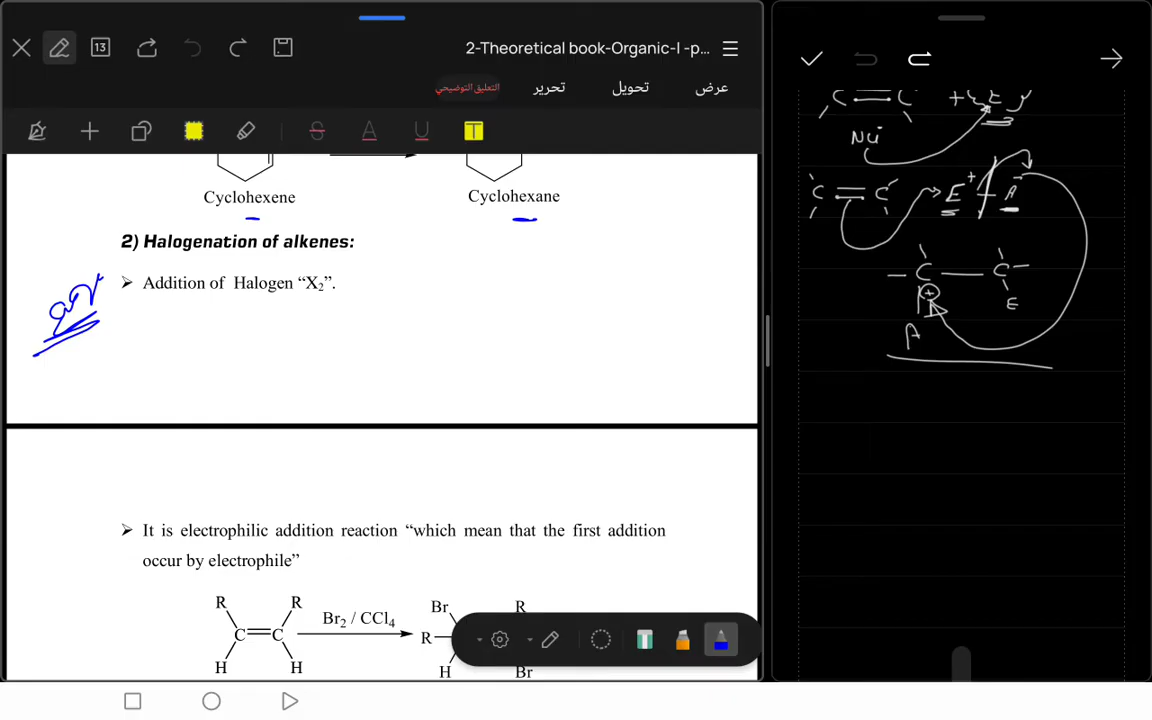 13
2-Theoretical book-Organic-I -p...
عرض
تحويل
تحرير
التعليق التوضيحي
S A U T
Cyclohexene Cyclohexane
2) Halogenation of alkenes:
➢ Addition of Halogen “X₂”.
➢ It is electrophilic addition reaction “which mean that the first addition
occur by electrophile”
R R
Br₂ / CCl₄
C=C
H H
Br R
R
H Br
C = C + E
Nu
C = C E⁺ A⁻
— C — C —
+ E
A